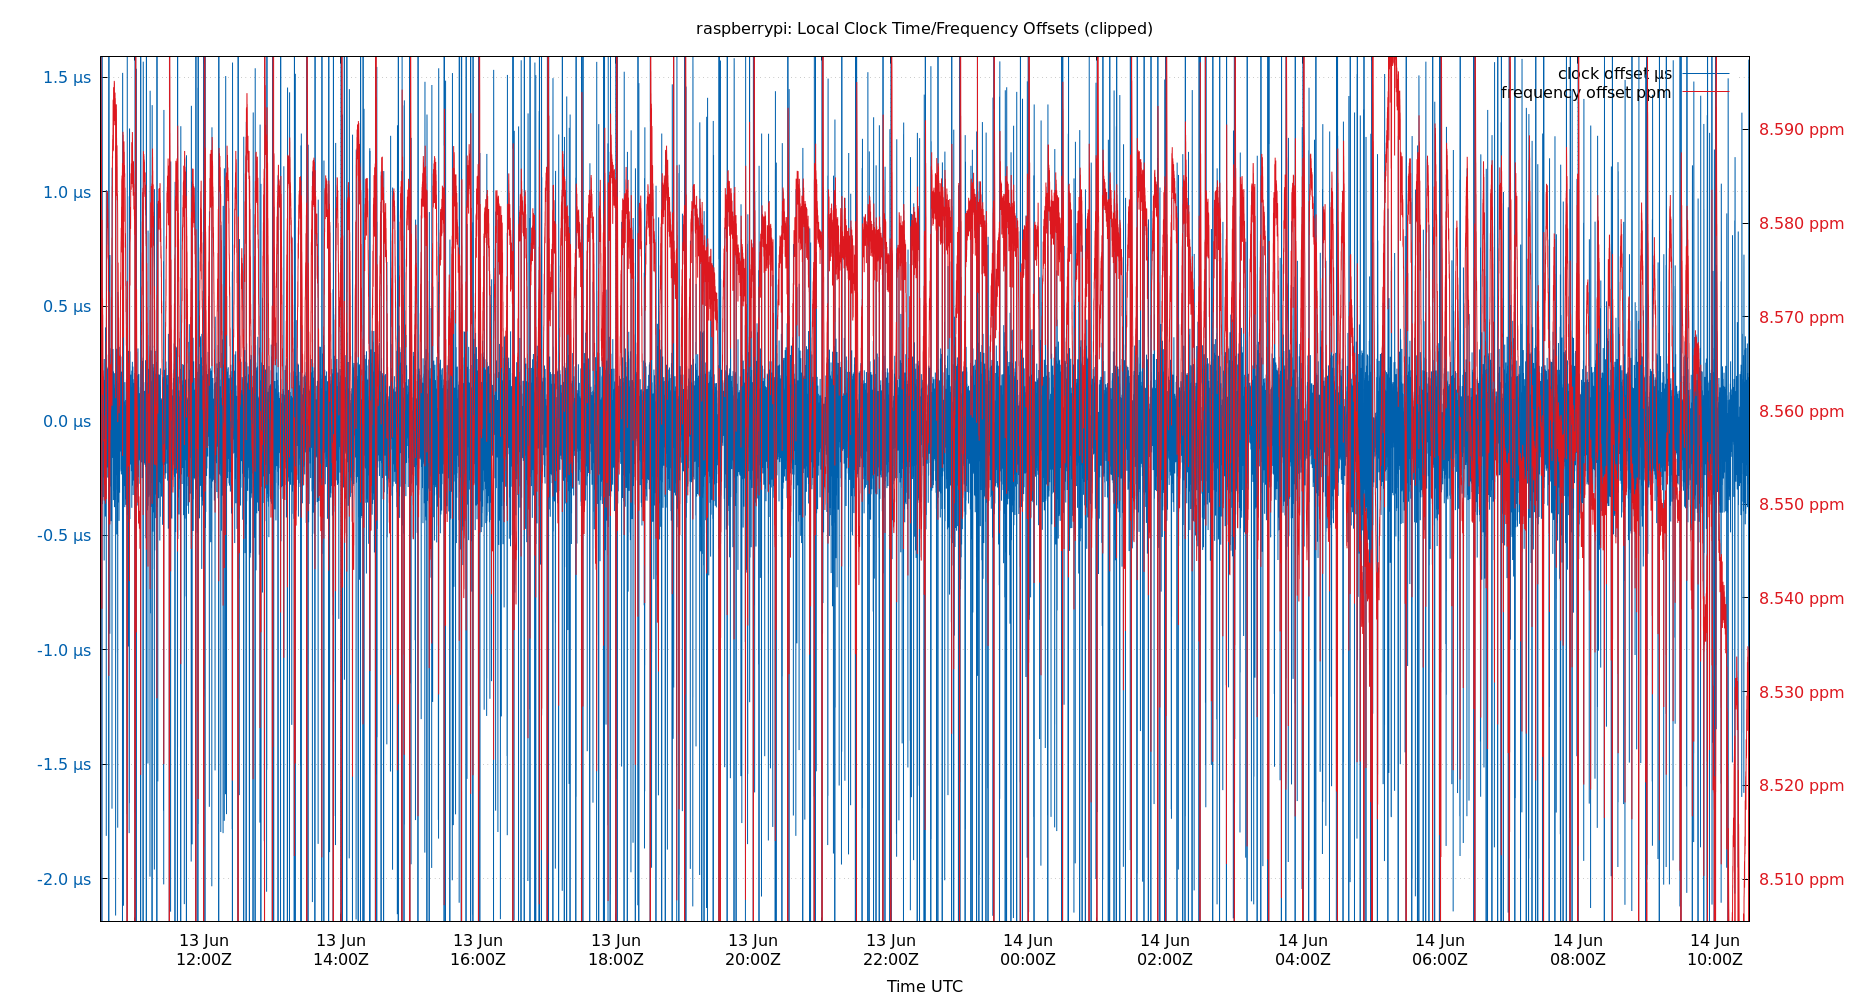 raspberrypi: Local Clock Time/Frequency Offsets (clipped)
clock offset µs
frequency offset ppm
1.5 µs
1.0 µs
0.5 µs
0.0 µs
-0.5 µs
-1.0 µs
-1.5 µs
-2.0 µs
8.590 ppm
8.580 ppm
8.570 ppm
8.560 ppm
8.550 ppm
8.540 ppm
8.530 ppm
8.520 ppm
8.510 ppm
13 Jun 13 Jun 13 Jun 13 Jun 13 Jun 13 Jun 14 Jun 14 Jun 14 Jun 14 Jun 14 Jun 14 Jun
12:00Z 14:00Z 16:00Z 18:00Z 20:00Z 22:00Z 00:00Z 02:00Z 04:00Z 06:00Z 08:00Z 10:00Z
Time UTC